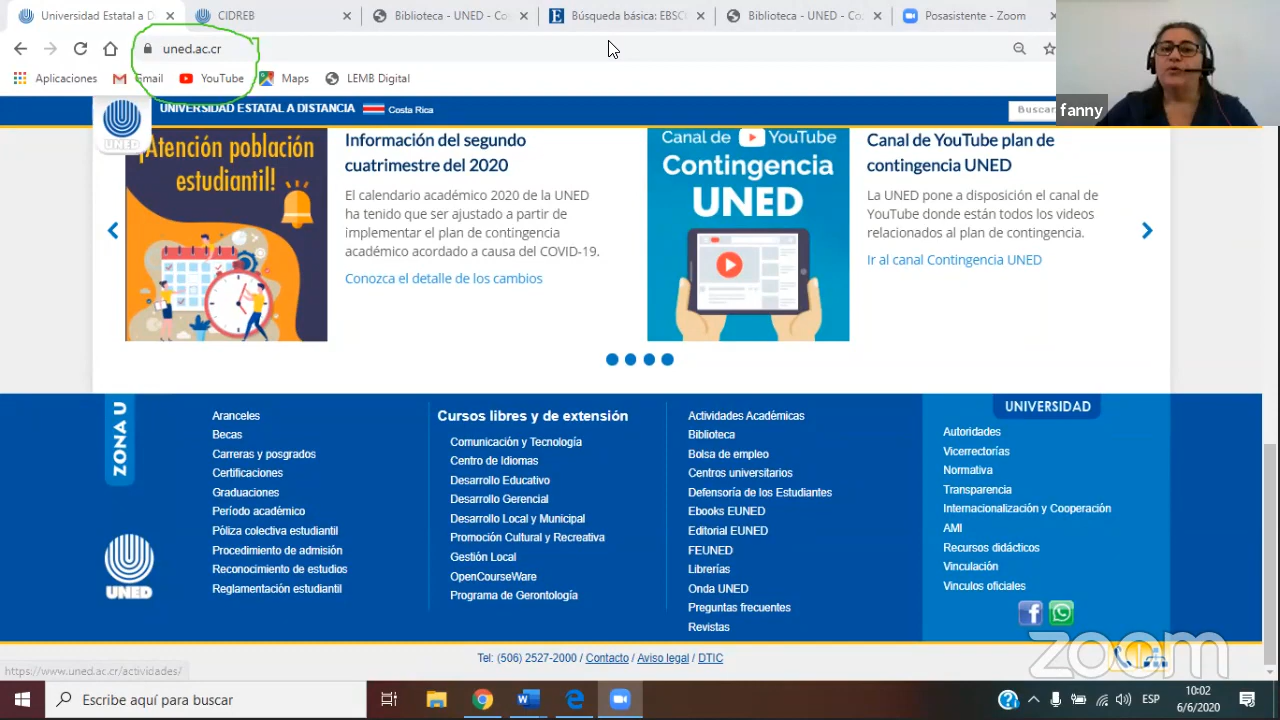 Universidad Estatal a D
CIDREB
Biblioteca - UNED - Co
Búsqueda básica: EBSC
Biblioteca - UNED - Co
Posasistente - Zoom
uned.ac.cr
Aplicaciones
Gmail
YouTube
Maps
LEMB Digital
fanny
UNIVERSIDAD ESTATAL A DISTANCIA
Costa Rica
Buscar
UNED
¡Atención población
estudiantil!
Información del segundo
cuatrimestre del 2020
El calendario académico 2020 de la UNED
ha tenido que ser ajustado a partir de
implementar el plan de contingencia
académico acordado a causa del COVID-19.
Conozca el detalle de los cambios
Canal de YouTube
Contingencia
UNED
Canal de YouTube plan de
contingencia UNED
La UNED pone a disposición el canal de
YouTube donde están todos los videos
relacionados al plan de contingencia.
Ir al canal Contingencia UNED
ZONA U
UNED
Aranceles
Becas
Carreras y posgrados
Certificaciones
Graduaciones
Período académico
Póliza colectiva estudiantil
Procedimiento de admisión
Reconocimiento de estudios
Reglamentación estudiantil
Cursos libres y de extensión
Comunicación y Tecnología
Centro de Idiomas
Desarrollo Educativo
Desarrollo Gerencial
Desarrollo Local y Municipal
Promoción Cultural y Recreativa
Gestión Local
OpenCourseWare
Programa de Gerontología
Actividades Académicas
Biblioteca
Bolsa de empleo
Centros universitarios
Defensoría de los Estudiantes
Ebooks EUNED
Editorial EUNED
FEUNED
Librerías
Onda UNED
Preguntas frecuentes
Revistas
UNIVERSIDAD
Autoridades
Vicerrectorías
Normativa
Transparencia
Internacionalización y Cooperación
AMI
Recursos didácticos
Vinculación
Vinculos oficiales
Tel: (506) 2527-2000 / Contacto / Aviso legal / DTIC
zoom
https://www.uned.ac.cr/actividades/
Escribe aquí para buscar
ESP
10:02
6/6/2020